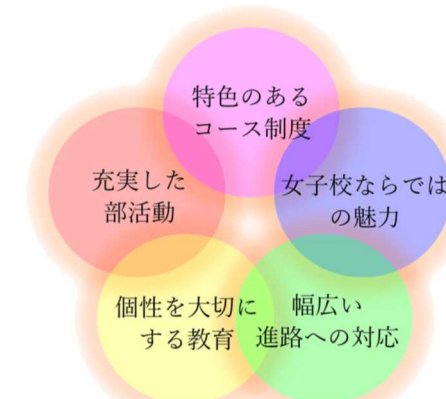 特色のある
コース制度
充実した
部活動
女子校ならでは
の魅力
個性を大切に
する教育
幅広い
進路への対応